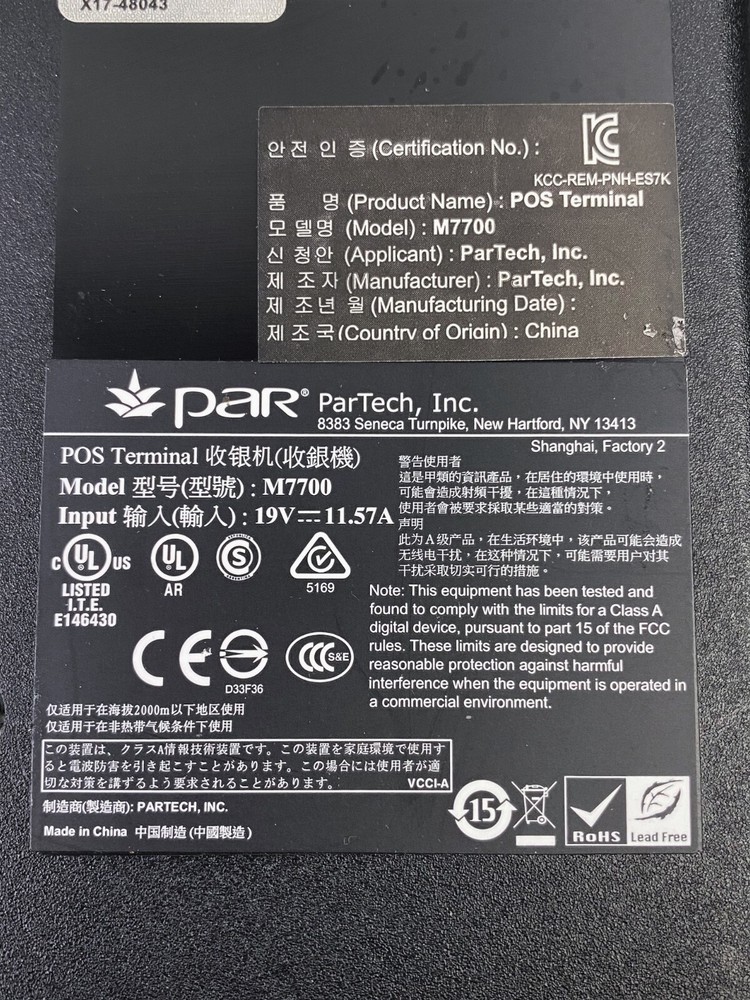 X17-48043
안전 인 증 (Certification No.) :
KCC-REM-PNH-ES7K
품 명 (Product Name) : POS Terminal
모 델명 (Model) : M7700
신 청안 (Applicant) : ParTech, Inc.
제 조자 (Manufacturer) : ParTech, Inc.
제 조년 월 (Manufacturing Date) :
제 조 국 (Country of Origin) : China
par® ParTech, Inc.
8383 Seneca Turnpike, New Hartford, NY 13413
Shanghai, Factory 2
POS Terminal 收银机(收銀機)
Model 型号(型號) : M7700
Input 输入(輸入) : 19V⎓11.57A
警告使用者
這是甲類的資訊產品，在居住的環境中使用時，
可能會造成射頻干擾，在這種情況下，
使用者會被要求採取某些適當的對策。
声明
此为A级产品，在生活环境中，该产品可能会造成
无线电干扰，在这种情况下，可能需要用户对其
干扰采取切实可行的措施。
C UL US
LISTED
I.T.E.
E146430
UL
AR
S
5169
Note: This equipment has been tested and
found to comply with the limits for a Class A
digital device, pursuant to part 15 of the FCC
rules. These limits are designed to provide
reasonable protection against harmful
interference when the equipment is operated in
a commercial environment.
CE
D33F36
CCC S&E
仅适用于在海拔2000m以下地区使用
仅适用于在非热带气候条件下使用
この装置は、クラスA情報技術装置です。この装置を家庭環境で使用す
ると電波妨害を引き起こすことがあります。この場合には使用者が適
切な対策を講ずるよう要求されることがあります。 VCCI-A
制造商(製造商): PARTECH, INC.
Made in China 中国制造 (中國製造)
15
RoHS
Lead Free